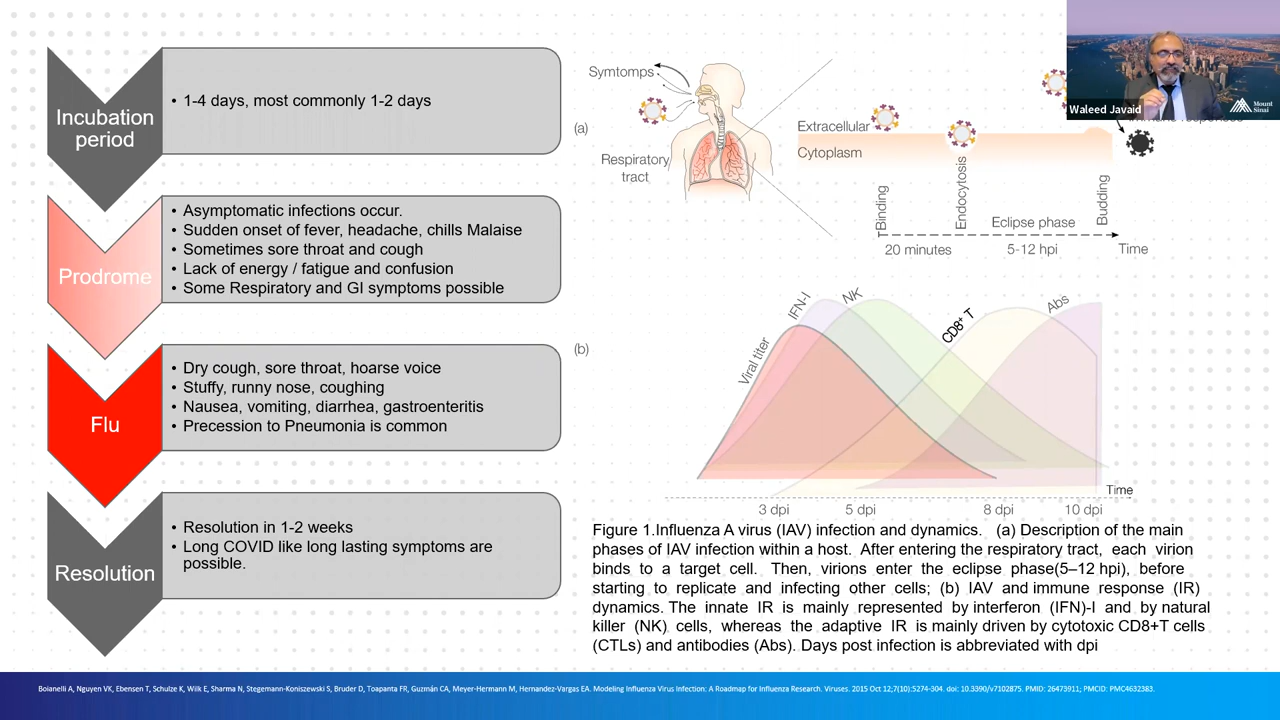 Incubation
period
• 1-4 days, most commonly 1-2 days
Prodrome
• Asymptomatic infections occur.
• Sudden onset of fever, headache, chills Malaise
• Sometimes sore throat and cough
• Lack of energy / fatigue and confusion
• Some Respiratory and GI symptoms possible
Flu
• Dry cough, sore throat, hoarse voice
• Stuffy, runny nose, coughing
• Nausea, vomiting, diarrhea, gastroenteritis
• Precession to Pneumonia is common
Resolution
• Resolution in 1-2 weeks
• Long COVID like long lasting symptoms are
possible.
(a)
Symtomps
Respiratory
tract
Extracellular
Cytoplasm
Binding
Endocytosis
Eclipse phase
Budding
20 minutes
5-12 hpi
Time
Waleed Javaid
Mount
Sinai
(b)
Viral titer
IFN-I
NK
CD8⁺ T
Abs
Time
3 dpi
5 dpi
8 dpi
10 dpi
Figure 1.Influenza A virus (IAV) infection and dynamics. (a) Description of the main
phases of IAV infection within a host. After entering the respiratory tract, each virion
binds to a target cell. Then, virions enter the eclipse phase(5–12 hpi), before
starting to replicate and infecting other cells; (b) IAV and immune response (IR)
dynamics. The innate IR is mainly represented by interferon (IFN)-I and by natural
killer (NK) cells, whereas the adaptive IR is mainly driven by cytotoxic CD8+T cells
(CTLs) and antibodies (Abs). Days post infection is abbreviated with dpi
Boianelli A, Nguyen VK, Ebensen T, Schulze K, Wilk E, Sharma N, Stegemann-Koniszewski S, Bruder D, Toapanta FR, Guzmán CA, Meyer-Hermann M, Hernandez-Vargas EA. Modeling Influenza Virus Infection: A Roadmap for Influenza Research. Viruses. 2015 Oct 12;7(10):5274-304. doi: 10.3390/v7102875. PMID: 26473911; PMCID: PMC4632383.